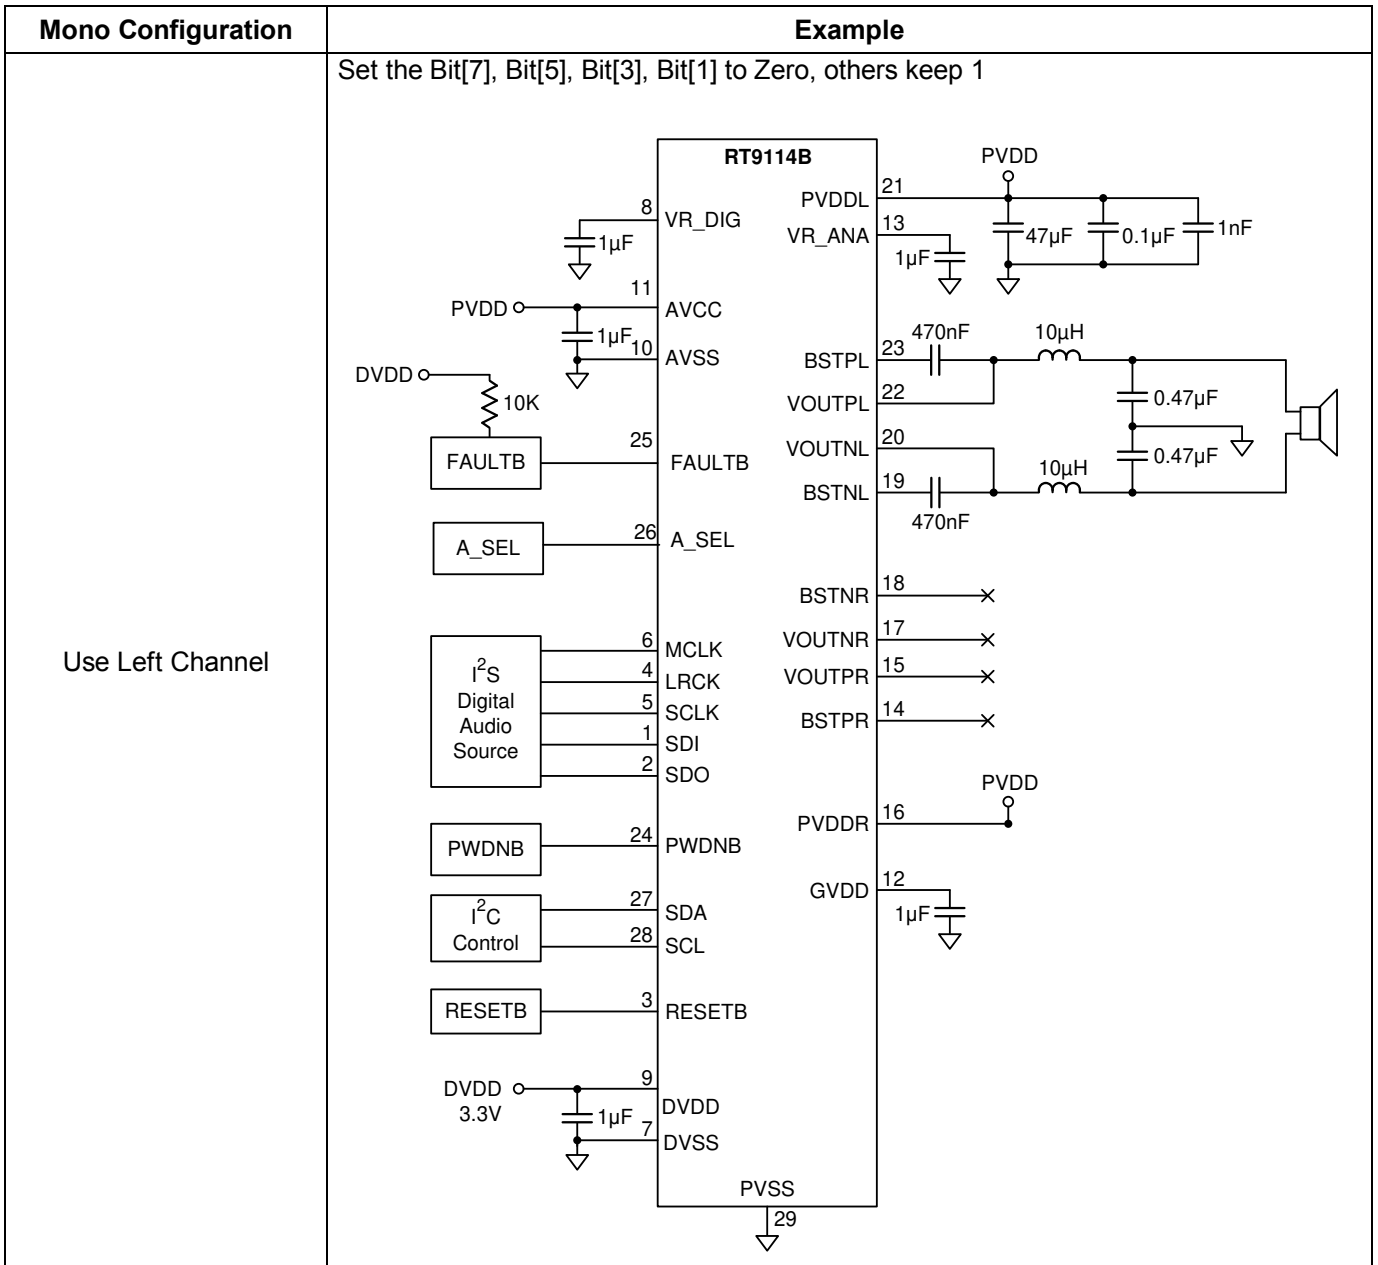 Mono Configuration
Example
Set the Bit[7], Bit[5], Bit[3], Bit[1] to Zero, others keep 1
Use Left Channel
RT9114B
8
VR_DIG
1µF
PVDD
11
AVCC
1µF
10
AVSS
DVDD
10K
FAULTB
25
FAULTB
A_SEL
26
A_SEL
I2S
Digital
Audio
Source
6
MCLK
4
LRCK
5
SCLK
1
SDI
2
SDO
PWDNB
24
PWDNB
I2C
Control
27
SDA
28
SCL
RESETB
3
RESETB
DVDD
3.3V
9
DVDD
1µF
7
DVSS
PVSS
29
PVDD
PVDDL
21
47µF
0.1µF
1nF
VR_ANA
13
1µF
BSTPL
23
470nF
10µH
VOUTPL
22
0.47µF
VOUTNL
20
0.47µF
BSTNL
19
470nF
10µH
BSTNR
18
VOUTNR
17
VOUTPR
15
BSTPR
14
PVDD
PVDDR
16
GVDD
12
1µF